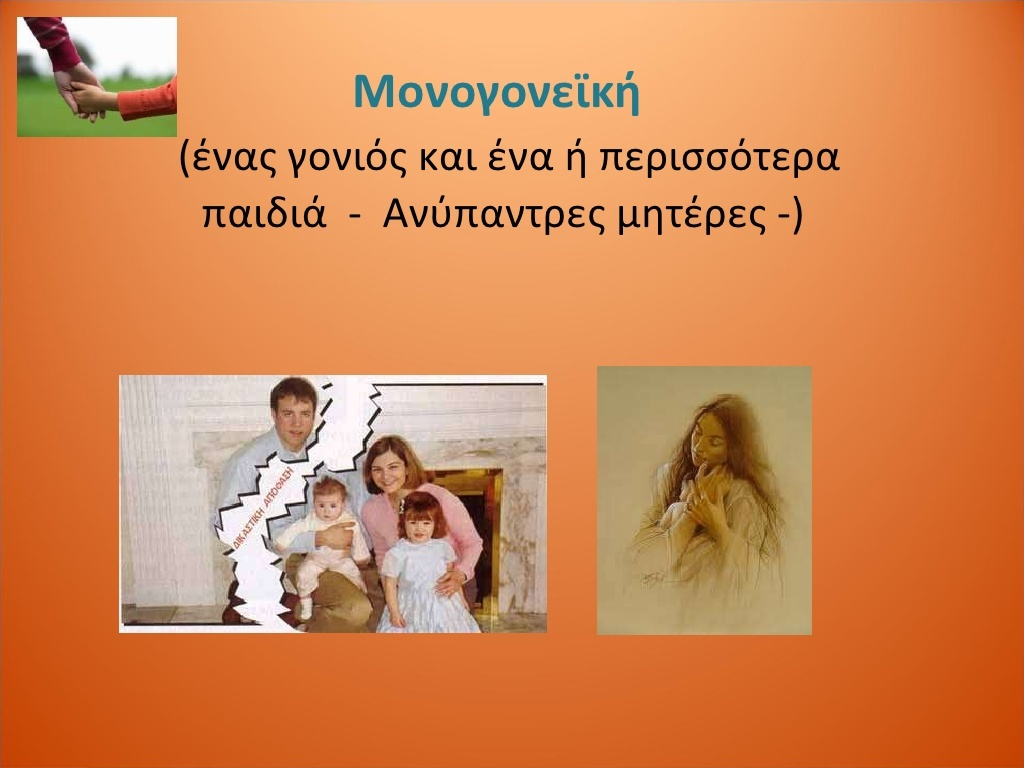 Μονογονεϊκή
(ένας γονιός και ένα ή περισσότερα
παιδιά - Ανύπαντρες μητέρες -)
ΔΙΚΑΣΤΙΚΗ ΑΠΟΦΑΣΗ